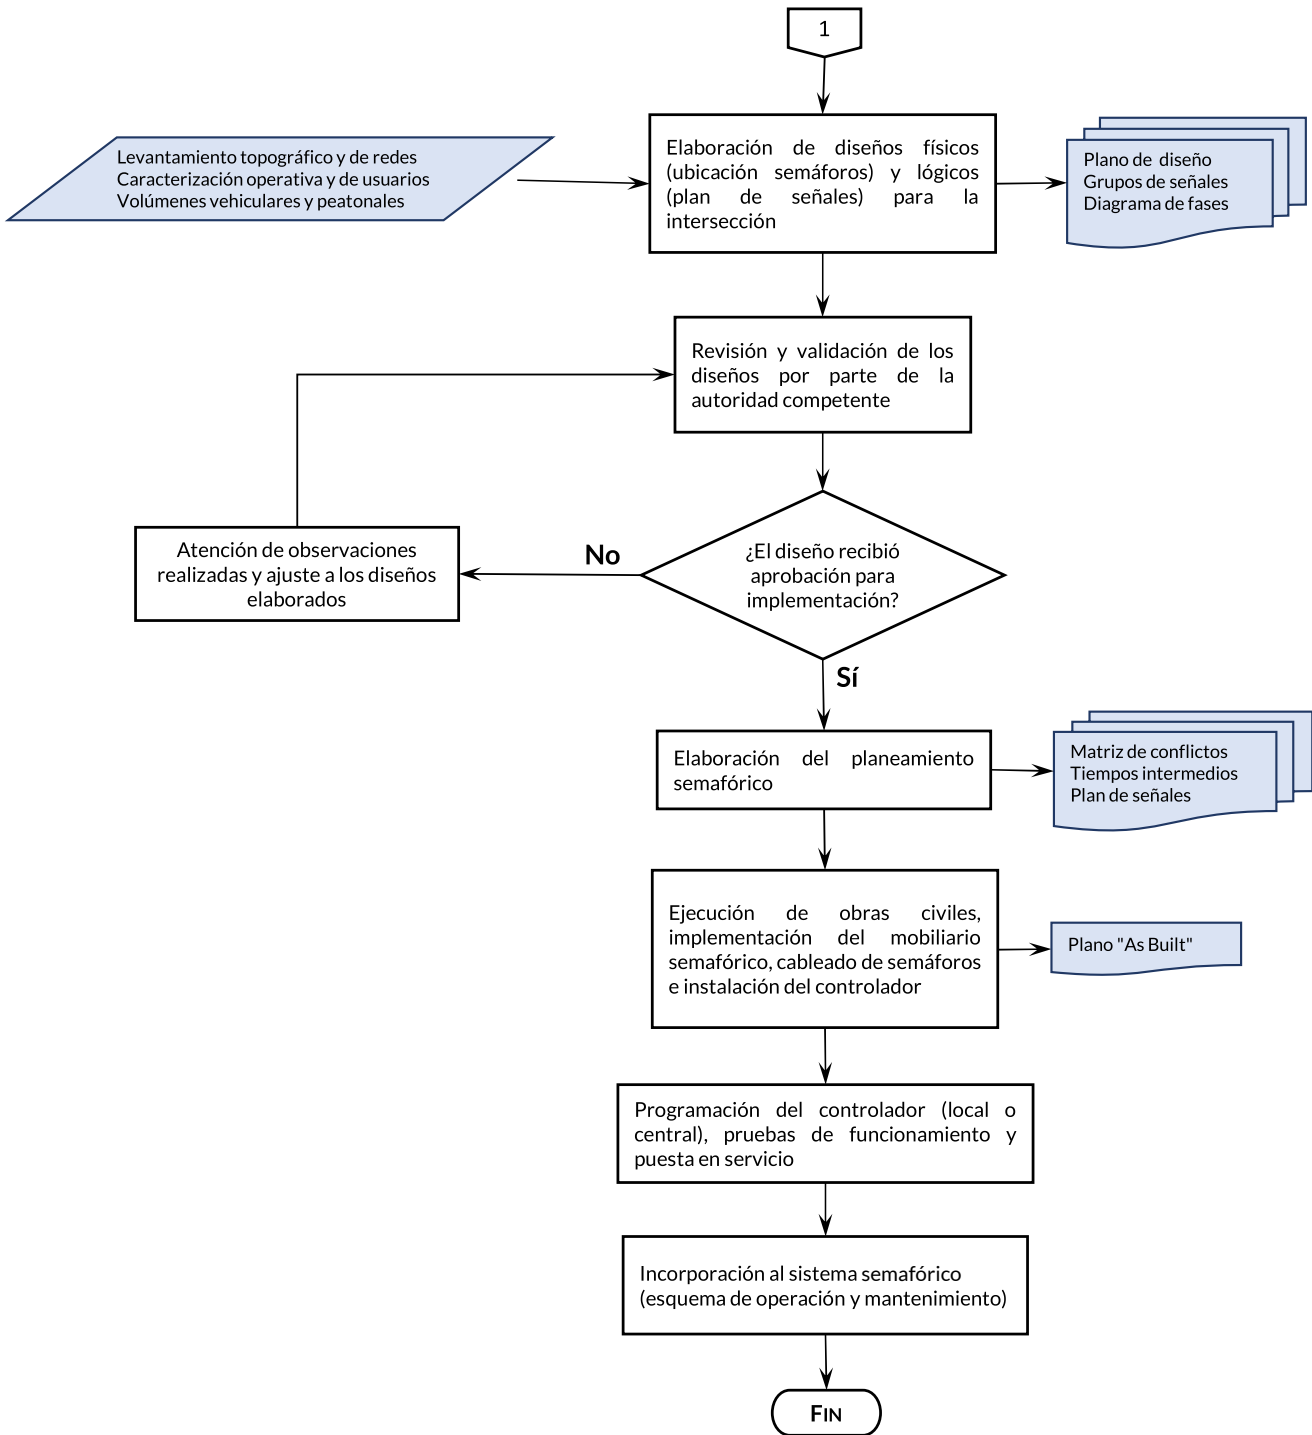 1
Levantamiento topográfico y de redes
Caracterización operativa y de usuarios
Volúmenes vehiculares y peatonales
Elaboración de diseños físicos
(ubicación semáforos) y lógicos
(plan de señales) para la
intersección
Plano de diseño
Grupos de señales
Diagrama de fases
Revisión y validación de los
diseños por parte de la
autoridad competente
Atención de observaciones
realizadas y ajuste a los diseños
elaborados
No
¿El diseño recibió
aprobación para
implementación?
Sí
Elaboración del planeamiento
semafórico
Matriz de conflictos
Tiempos intermedios
Plan de señales
Ejecución de obras civiles,
implementación del mobiliario
semafórico, cableado de semáforos
e instalación del controlador
Plano "As Built"
Programación del controlador (local o
central), pruebas de funcionamiento y
puesta en servicio
Incorporación al sistema semafórico
(esquema de operación y mantenimiento)
FIN